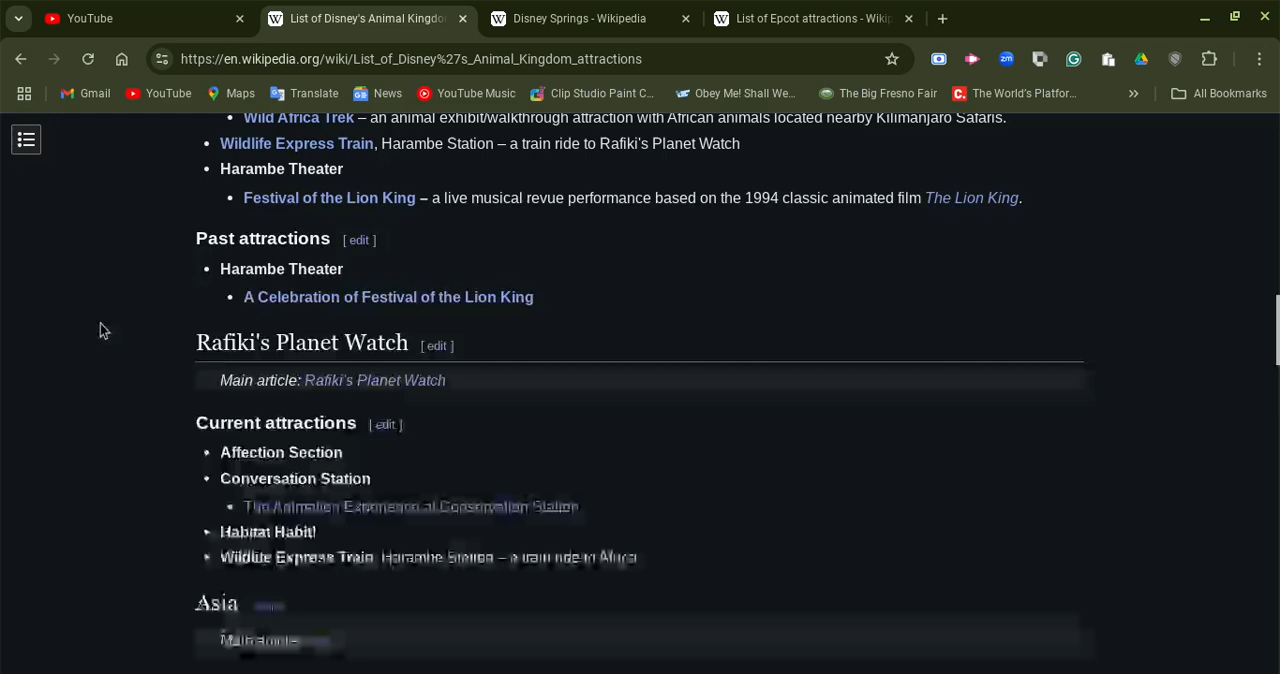 YouTube
List of Disney's Animal Kingdo
Disney Springs - Wikipedia
List of Epcot attractions - Wikip
https://en.wikipedia.org/wiki/List_of_Disney%27s_Animal_Kingdom_attractions
Gmail
YouTube
Maps
Translate
News
YouTube Music
Clip Studio Paint C...
Obey Me! Shall We...
The Big Fresno Fair
The World's Platfor...
All Bookmarks
Wild Africa Trek – an animal exhibit/walkthrough attraction with African animals located nearby Kilimanjaro Safaris.
Wildlife Express Train, Harambe Station – a train ride to Rafiki's Planet Watch
Harambe Theater
Festival of the Lion King – a live musical revue performance based on the 1994 classic animated film The Lion King.
Past attractions [ edit ]
Harambe Theater
A Celebration of Festival of the Lion King
Rafiki's Planet Watch [ edit ]
Main article: Rafiki's Planet Watch
Current attractions [ edit ]
Affection Section
Conversation Station
The Animation Experience at Conservation Station
Habitat Habit!
Wildlife Express Train, Harambe Station – a train ride to Africa
Asia